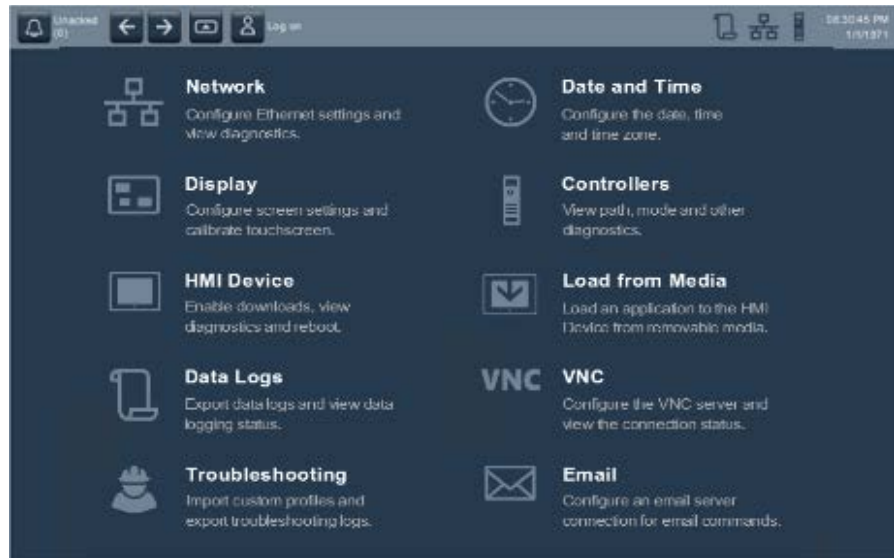 Unacked
(0)
Log on
06:30:45 PM
1/1/1971
Network
Configure Ethernet settings and
view diagnostics.
Date and Time
Configure the date, time
and time zone.
Display
Configure screen settings and
calibrate touchscreen.
Controllers
View path, mode and other
diagnostics.
HMI Device
Enable downloads, view
diagnostics and reboot.
Load from Media
Load an application to the HMI
Device from removable media.
Data Logs
Export data logs and view data
logging status.
VNC
VNC
Configure the VNC server and
view the connection status.
Troubleshooting
Import custom profiles and
export troubleshooting logs.
Email
Configure an email server
connection for email commands.